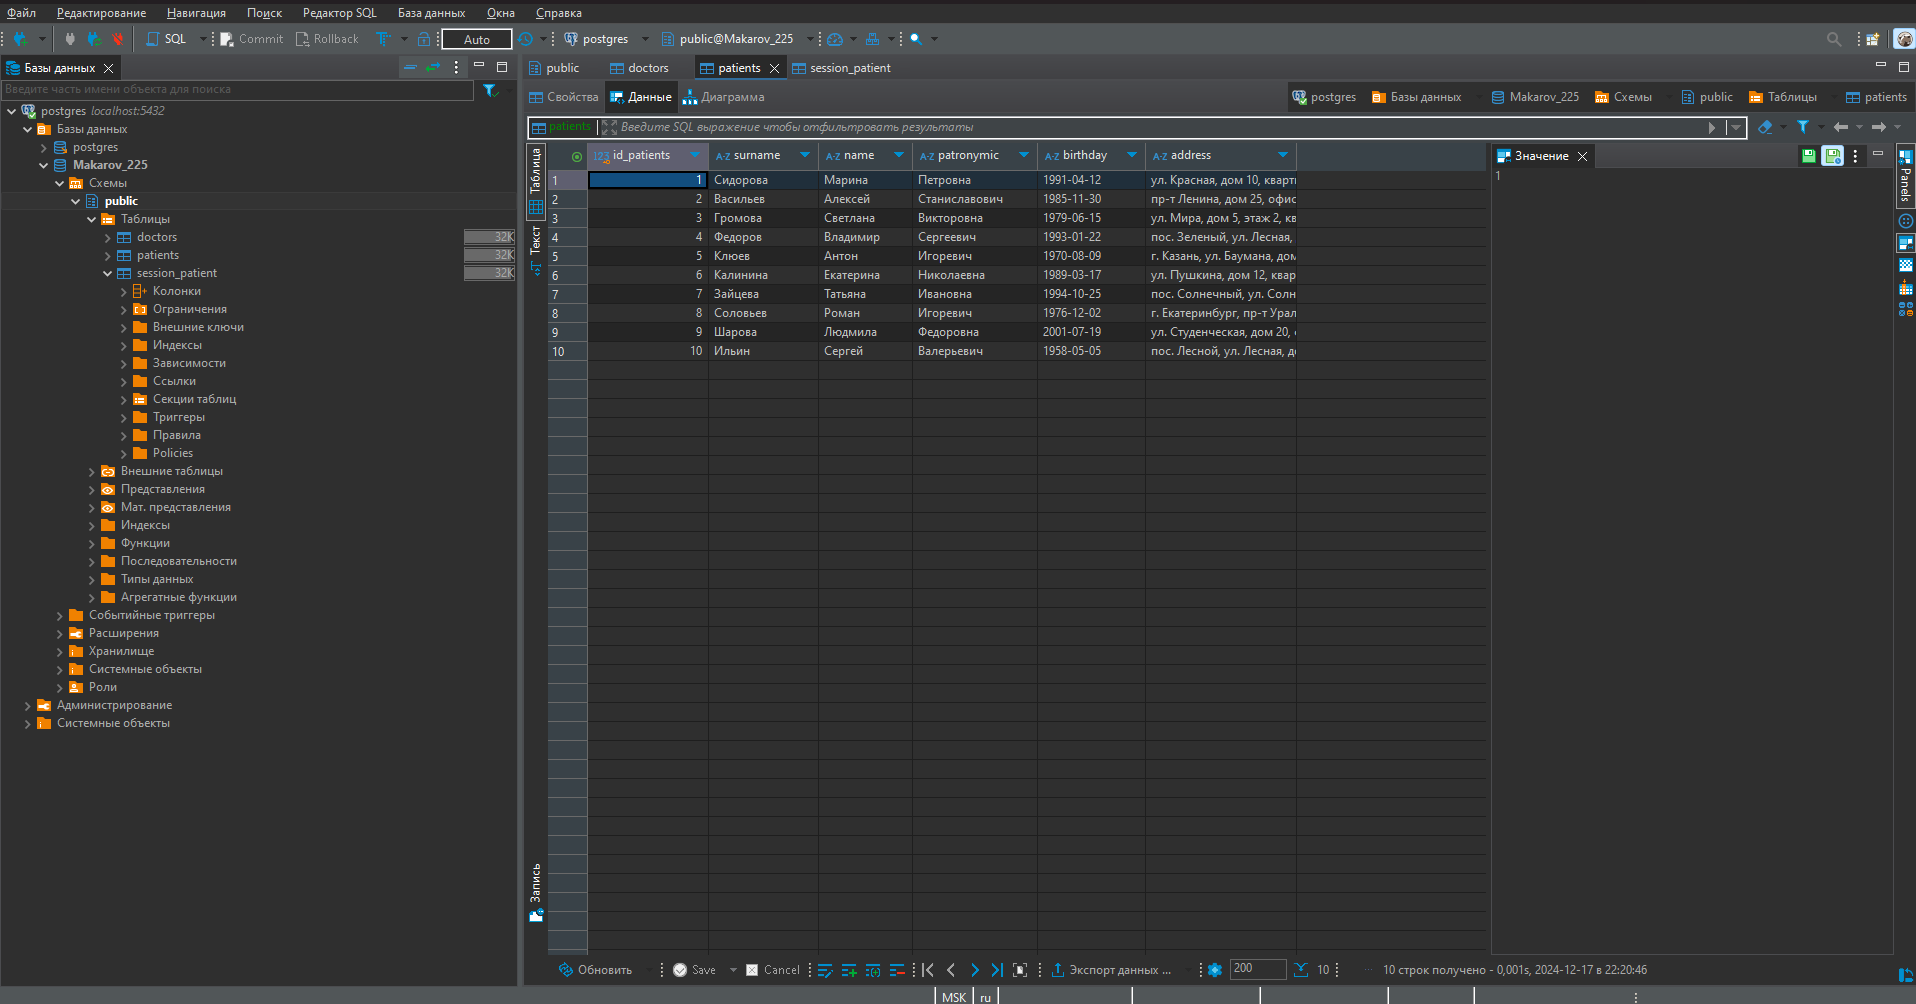 Файл Редактирование Навигация Поиск Редактор SQL База данных Окна Справка
SQL Commit Rollback Auto postgres public@Makarov_225
Базы данных
Введите часть имени объекта для поиска
postgres localhost:5432
Базы данных
postgres
Makarov_225
Схемы
public
Таблицы
doctors 32K
patients 32K
session_patient 32K
Колонки
Ограничения
Внешние ключи
Индексы
Зависимости
Ссылки
Секции таблиц
Триггеры
Правила
Policies
Внешние таблицы
Представления
Мат. представления
Индексы
Функции
Последовательности
Типы данных
Агрегатные функции
Событийные триггеры
Расширения
Хранилище
Системные объекты
Роли
Администрирование
Системные объекты
public doctors patients session_patient
Свойства Данные Диаграмма postgres Базы данных Makarov_225 Схемы public Таблицы patients
patients Введите SQL выражение чтобы отфильтровать результаты
Таблица
Текст
Запись
123 id_patients A-Z surname A-Z name A-Z patronymic A-Z birthday A-Z address
1 1 Сидорова Марина Петровна 1991-04-12 ул. Красная, дом 10, кварти
2 2 Васильев Алексей Станиславович 1985-11-30 пр-т Ленина, дом 25, офис
3 3 Громова Светлана Викторовна 1979-06-15 ул. Мира, дом 5, этаж 2, кв
4 4 Федоров Владимир Сергеевич 1993-01-22 пос. Зеленый, ул. Лесная,
5 5 Клюев Антон Игоревич 1970-08-09 г. Казань, ул. Баумана, дом
6 6 Калинина Екатерина Николаевна 1989-03-17 ул. Пушкина, дом 12, квар
7 7 Зайцева Татьяна Ивановна 1994-10-25 пос. Солнечный, ул. Солн
8 8 Соловьев Роман Игоревич 1976-12-02 г. Екатеринбург, пр-т Урал
9 9 Шарова Людмила Федоровна 2001-07-19 ул. Студенческая, дом 20,
10 10 Ильин Сергей Валерьевич 1958-05-05 пос. Лесной, ул. Лесная, д
Значение
1
Panels
Обновить Save Cancel Экспорт данных ... 200 10 10 строк получено - 0,001s, 2024-12-17 в 22:20:46
MSK ru